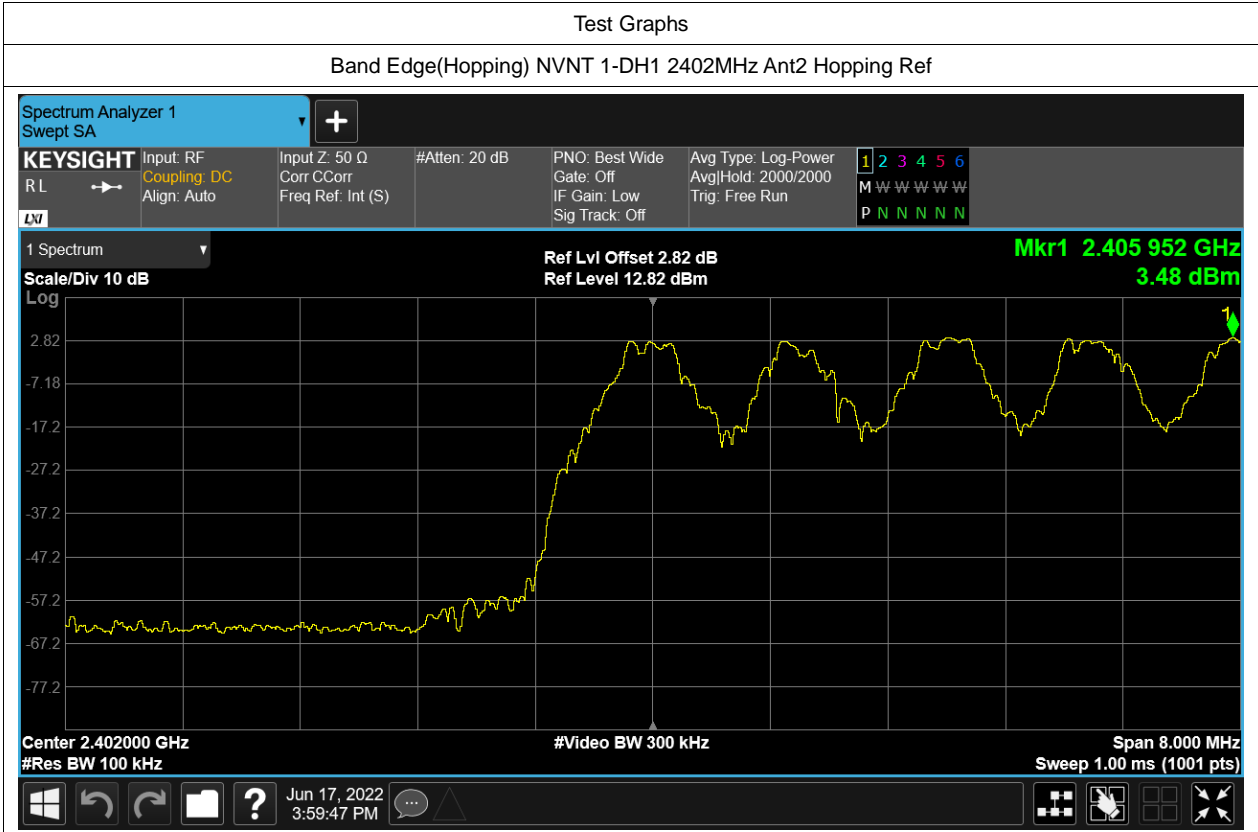 Test Graphs
Band Edge(Hopping) NVNT 1-DH1 2402MHz Ant2 Hopping Ref
Spectrum Analyzer 1
Swept SA
KEYSIGHT
R L
LXI
Input: RF
Coupling: DC
Align: Auto
Input Z: 50 Ω
Corr CCorr
Freq Ref: Int (S)
#Atten: 20 dB
PNO: Best Wide
Gate: Off
IF Gain: Low
Sig Track: Off
Avg Type: Log-Power
Avg|Hold: 2000/2000
Trig: Free Run
1 2 3 4 5 6
M W W W W W
P N N N N N
1 Spectrum
Scale/Div 10 dB
Ref Lvl Offset 2.82 dB
Ref Level 12.82 dBm
Mkr1 2.405 952 GHz
3.48 dBm
Log
1
2.82
-7.18
-17.2
-27.2
-37.2
-47.2
-57.2
-67.2
-77.2
Center 2.402000 GHz
#Video BW 300 kHz
Span 8.000 MHz
#Res BW 100 kHz
Sweep 1.00 ms (1001 pts)
?
Jun 17, 2022
3:59:47 PM